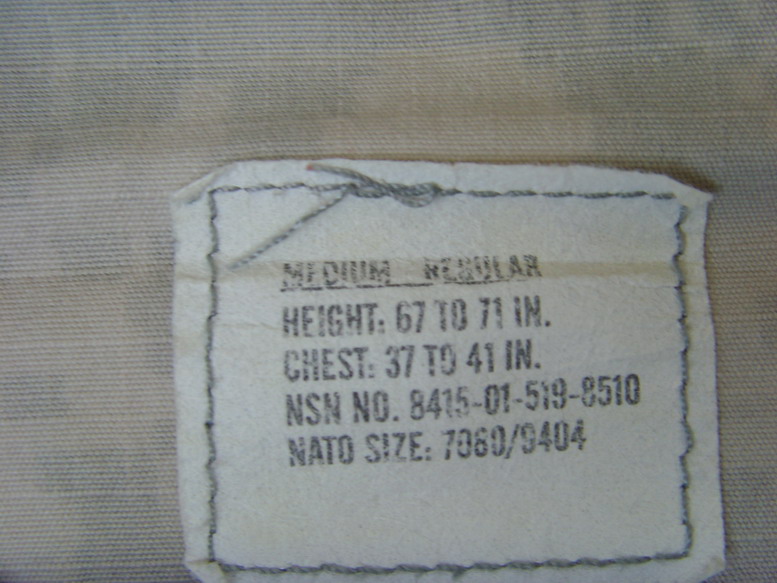 MEDIUM REGULAR
HEIGHT: 67 TO 71 IN.
CHEST: 37 TO 41 IN.
NSN NO. 8415-01-519-8510
NATO SIZE: 7080/9404